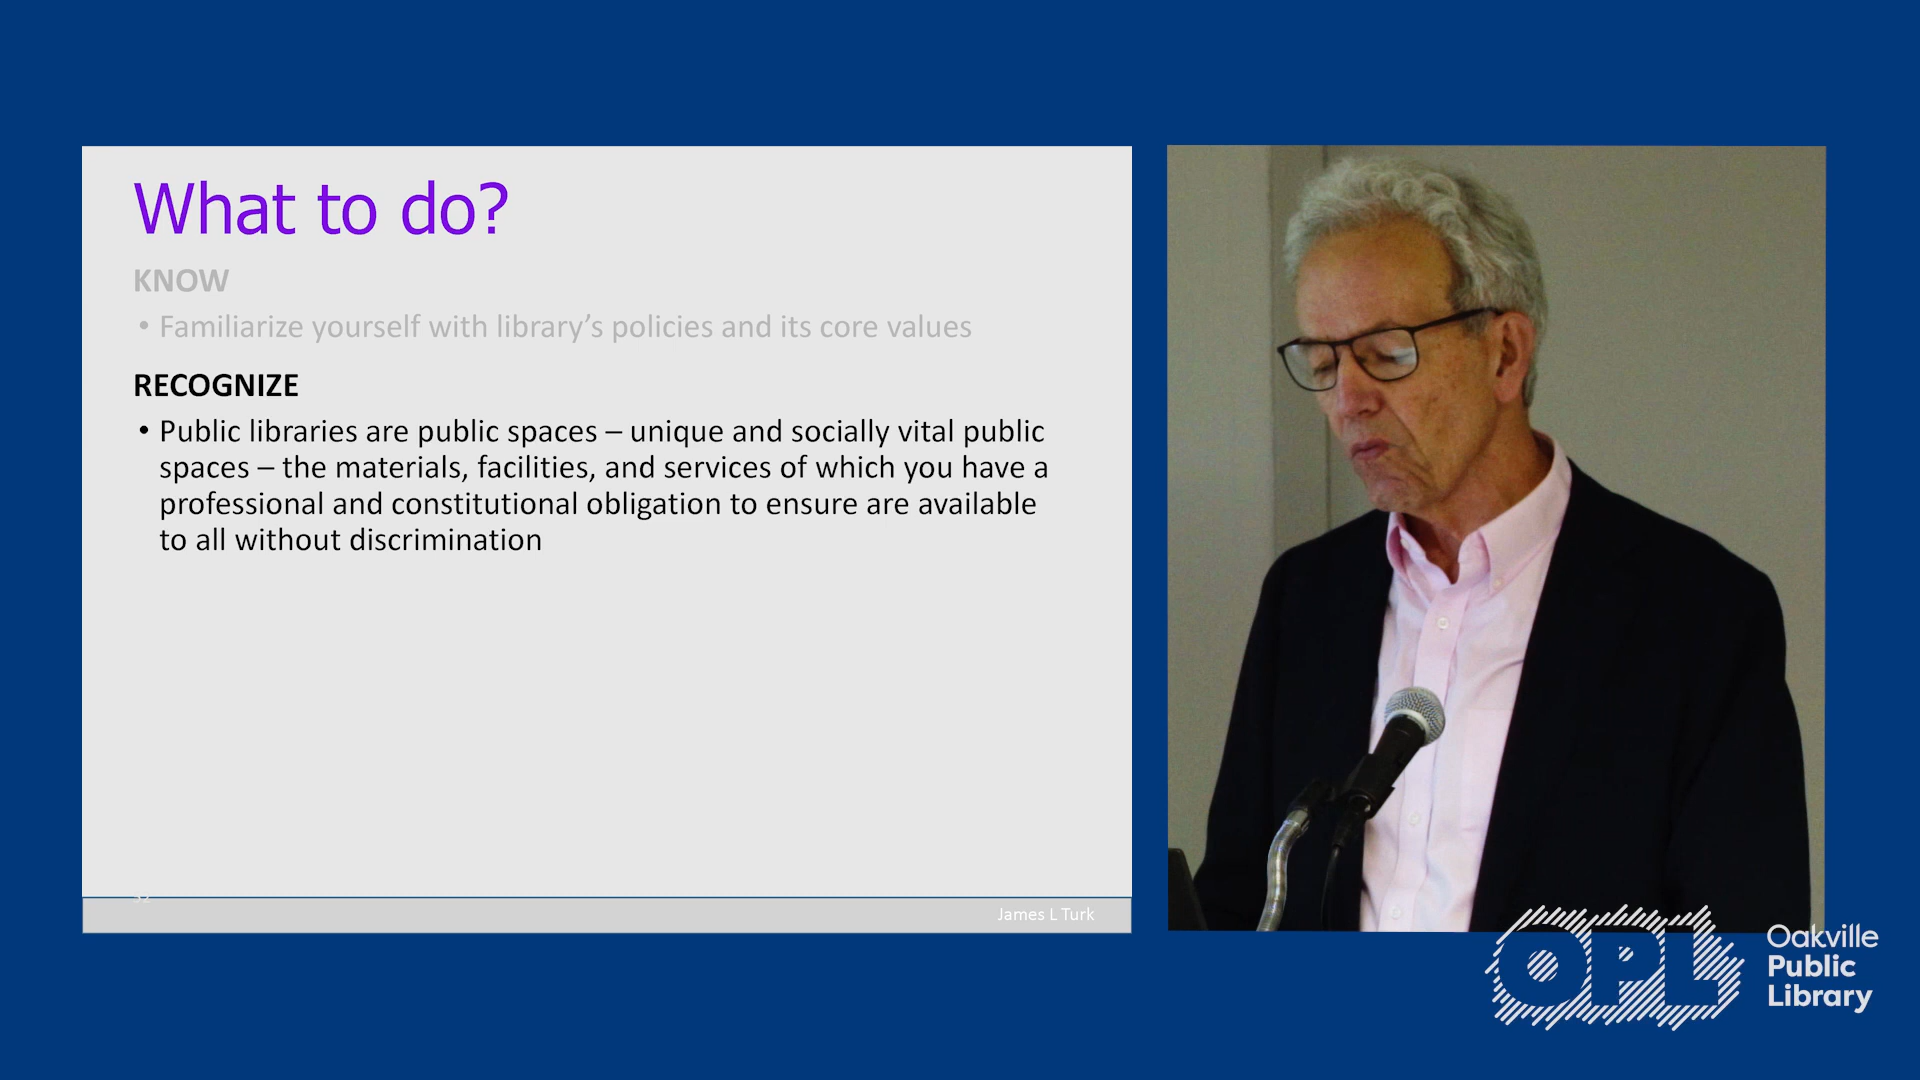 What to do?
KNOW
• Familiarize yourself with library’s policies and its core values
RECOGNIZE
• Public libraries are public spaces – unique and socially vital public
spaces – the materials, facilities, and services of which you have a
professional and constitutional obligation to ensure are available
to all without discrimination
James L Turk
OPL
Oakville
Public
Library